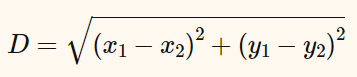 D = √((x₁ − x₂)² + (y₁ − y₂)²)